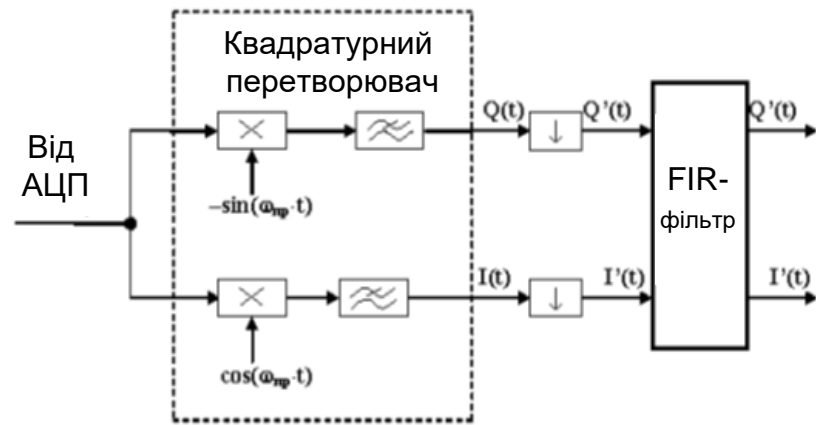 Квадратурний
перетворювач
Q(t) Q’(t) Q’(t)
Від
АЦП
FIR-
фільтр
−sin(ωпр·t)
I(t) I’(t) I’(t)
cos(ωпр·t)